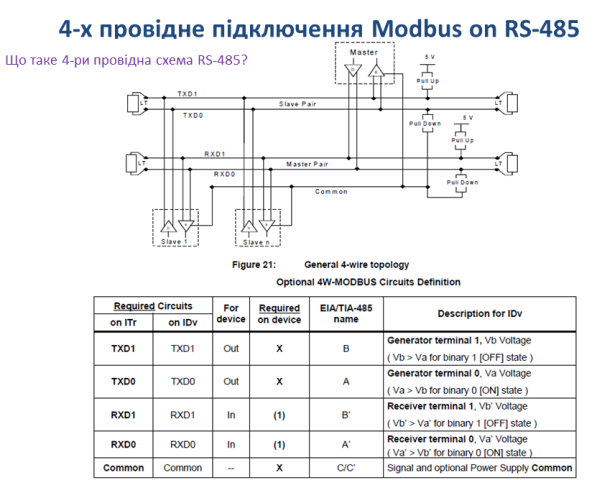 4-х провідне підключення Modbus on RS-485
Що таке 4-ри провідна схема RS-485?
Master
D
R
5 V
Pull Up
TXD1
LT
Slave Pair
LT
TXD0
Pull Down
5 V
Pull Up
RXD1
LT
Master Pair
LT
RXD0
Pull Down
Common
Slave 1
Slave n
Figure 21: General 4-wire topology
Optional 4W-MODBUS Circuits Definition
Required Circuits
on ITr
on IDv
For device
Required on device
EIA/TIA-485 name
Description for IDv
TXD1 TXD1 Out X B Generator terminal 1, Vb Voltage
( Vb > Va for binary 1 [OFF] state )
TXD0 TXD0 Out X A Generator terminal 0, Va Voltage
( Va > Vb for binary 0 [ON] state )
RXD1 RXD1 In (1) B' Receiver terminal 1, Vb' Voltage
( Vb' > Va' for binary 1 [OFF] state )
RXD0 RXD0 In (1) A' Receiver terminal 0, Va' Voltage
( Va' > Vb' for binary 0 [ON] state )
Common Common -- X C/C' Signal and optional Power Supply Common